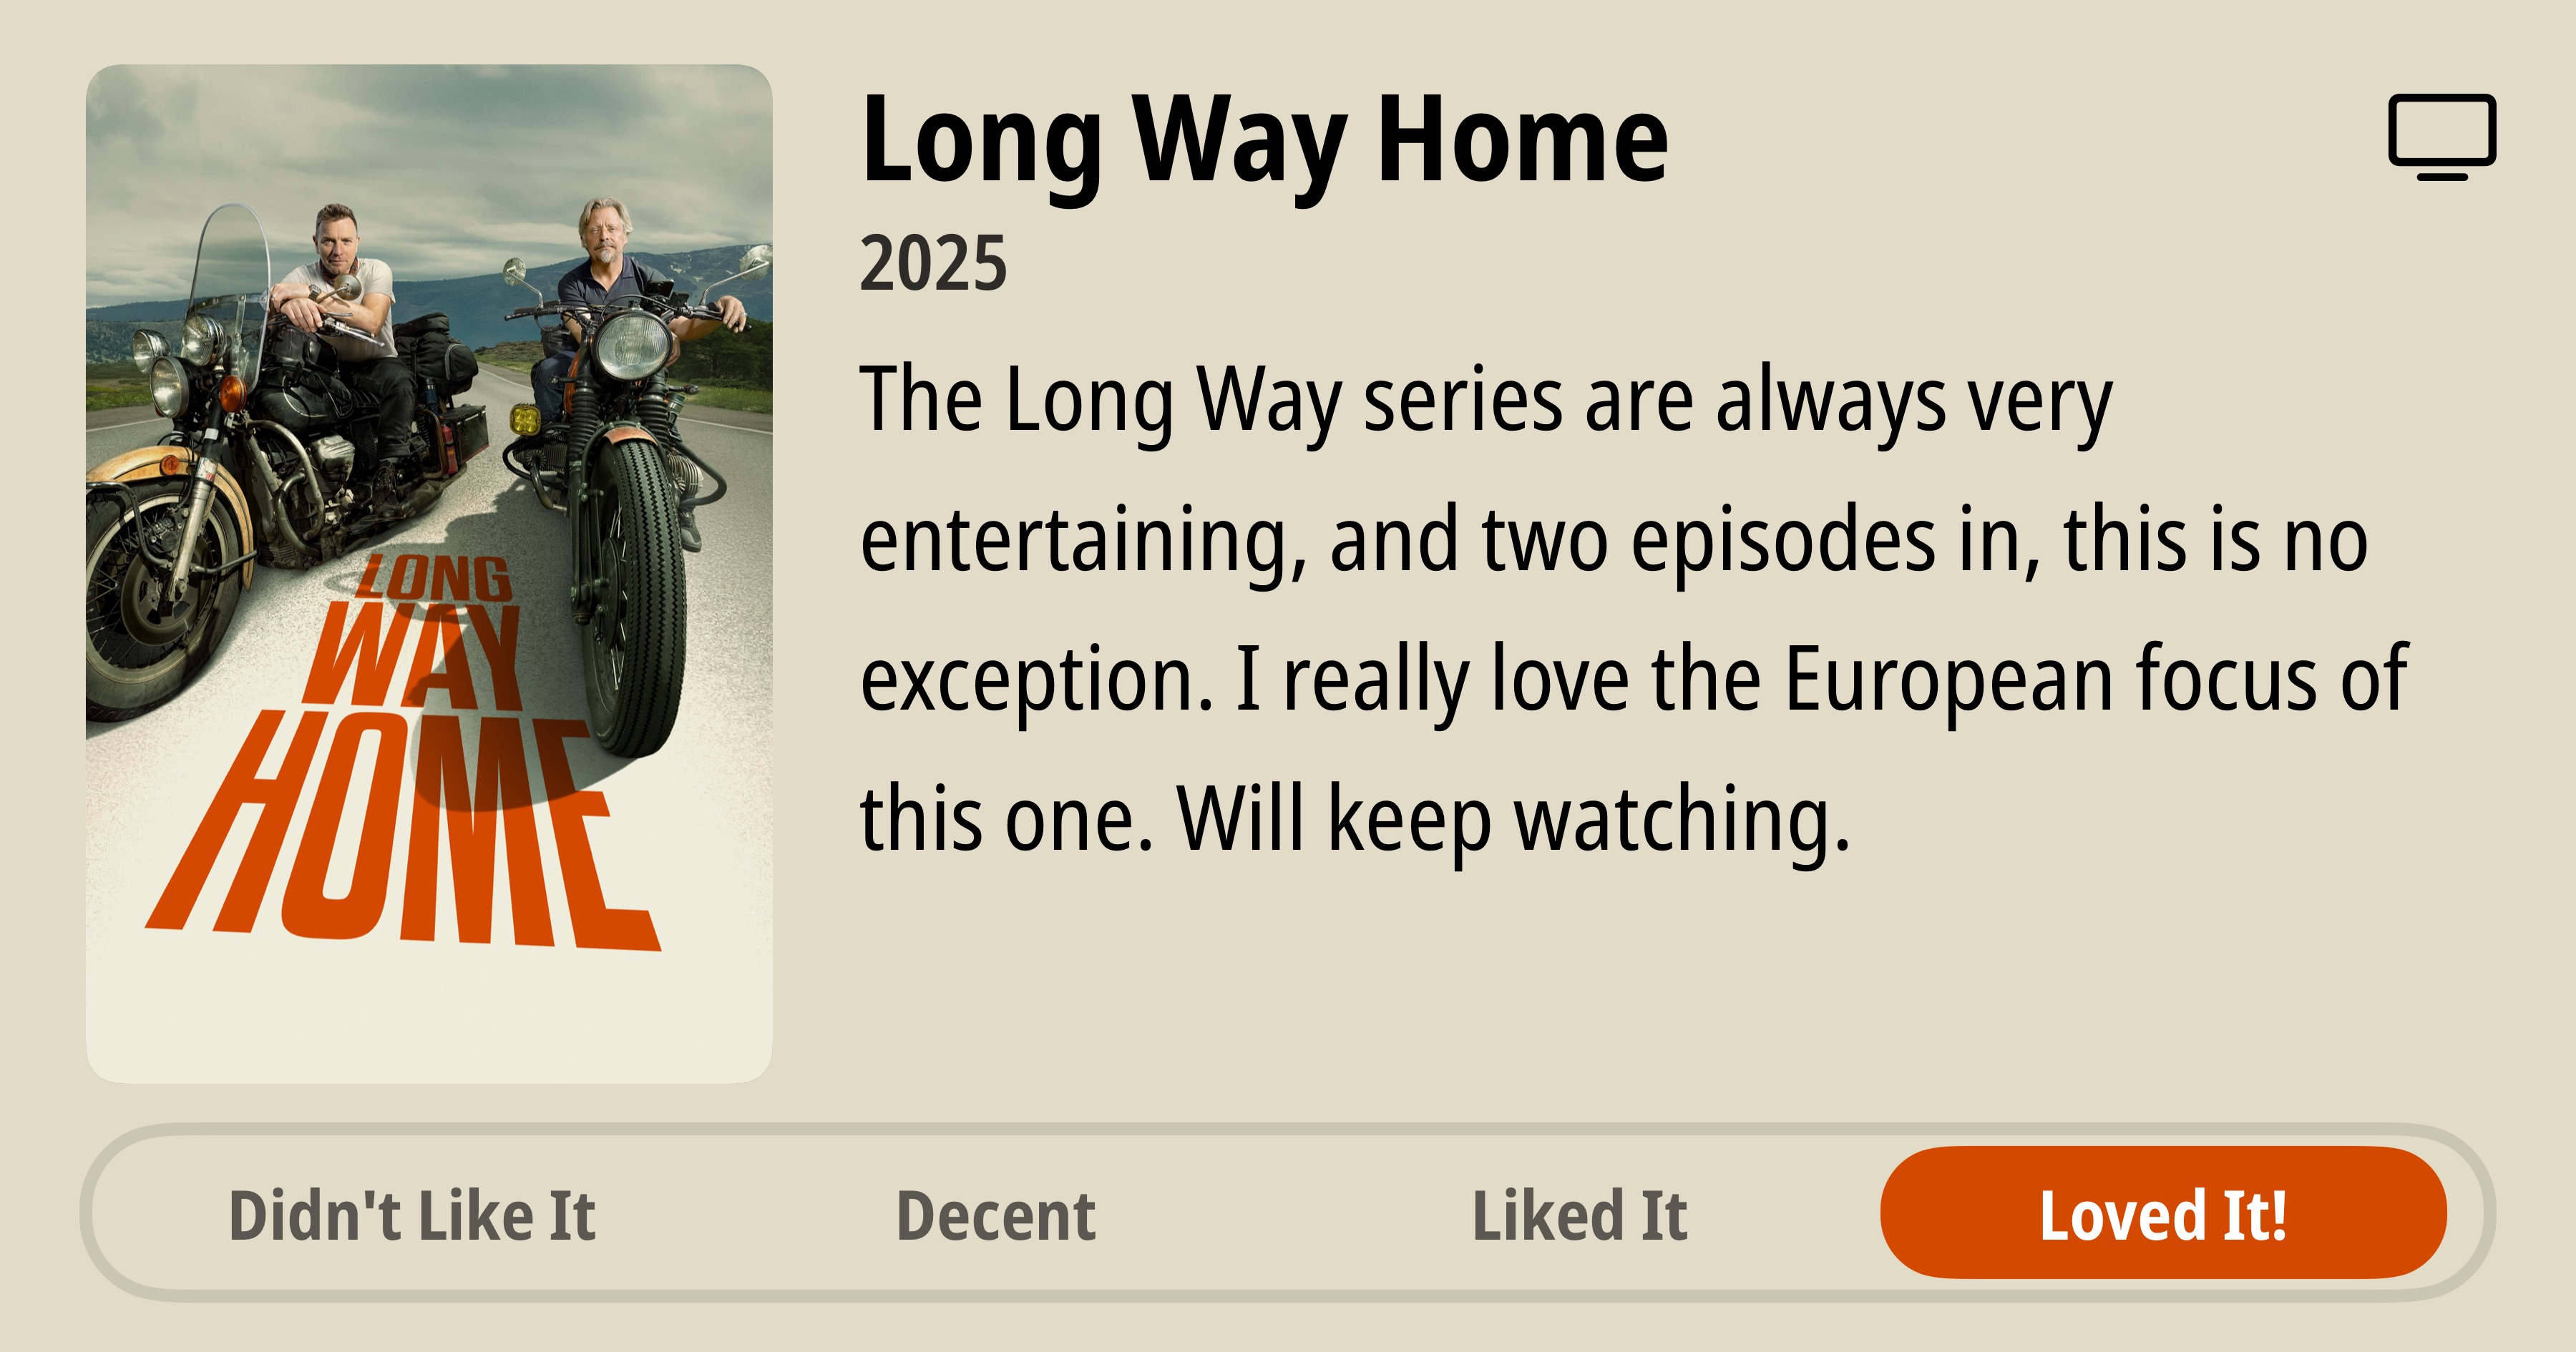 Long Way Home
2025
The Long Way series are always very
entertaining, and two episodes in, this is no
exception. I really love the European focus of
this one. Will keep watching.
LONG
WAY
HOME
Didn't Like It
Decent
Liked It
Loved It!